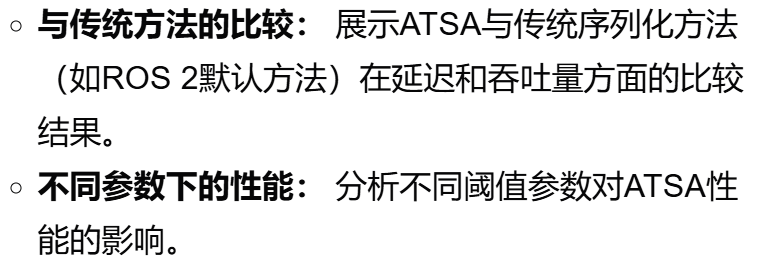 ○ 与传统方法的比较： 展示ATSA与传统序列化方法
（如ROS 2默认方法）在延迟和吞吐量方面的比较
结果。
○ 不同参数下的性能： 分析不同阈值参数对ATSA性
能的影响。